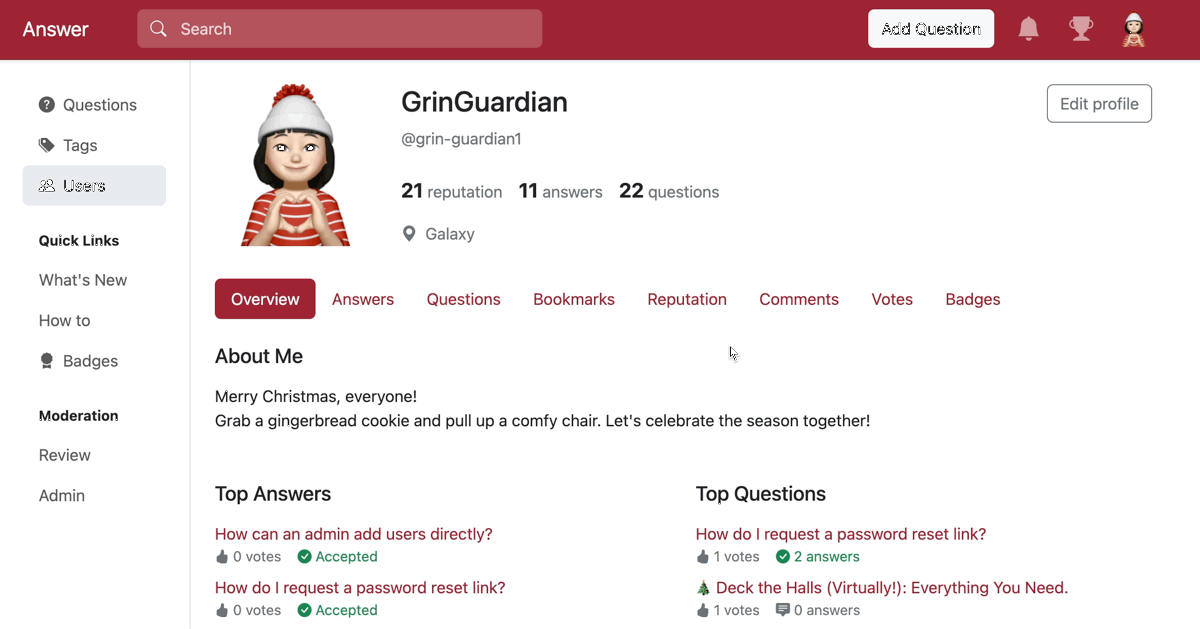 Answer
Search
Add Question
Questions
Tags
Users
Quick Links
What's New
How to
Badges
Moderation
Review
Admin
GrinGuardian
@grin-guardian1
21 reputation 11 answers 22 questions
Galaxy
Edit profile
Overview Answers Questions Bookmarks Reputation Comments Votes Badges
About Me
Merry Christmas, everyone!
Grab a gingerbread cookie and pull up a comfy chair. Let's celebrate the season together!
Top Answers
How can an admin add users directly?
0 votes Accepted
How do I request a password reset link?
0 votes Accepted
Top Questions
How do I request a password reset link?
1 votes 2 answers
🎄 Deck the Halls (Virtually!): Everything You Need.
1 votes 0 answers